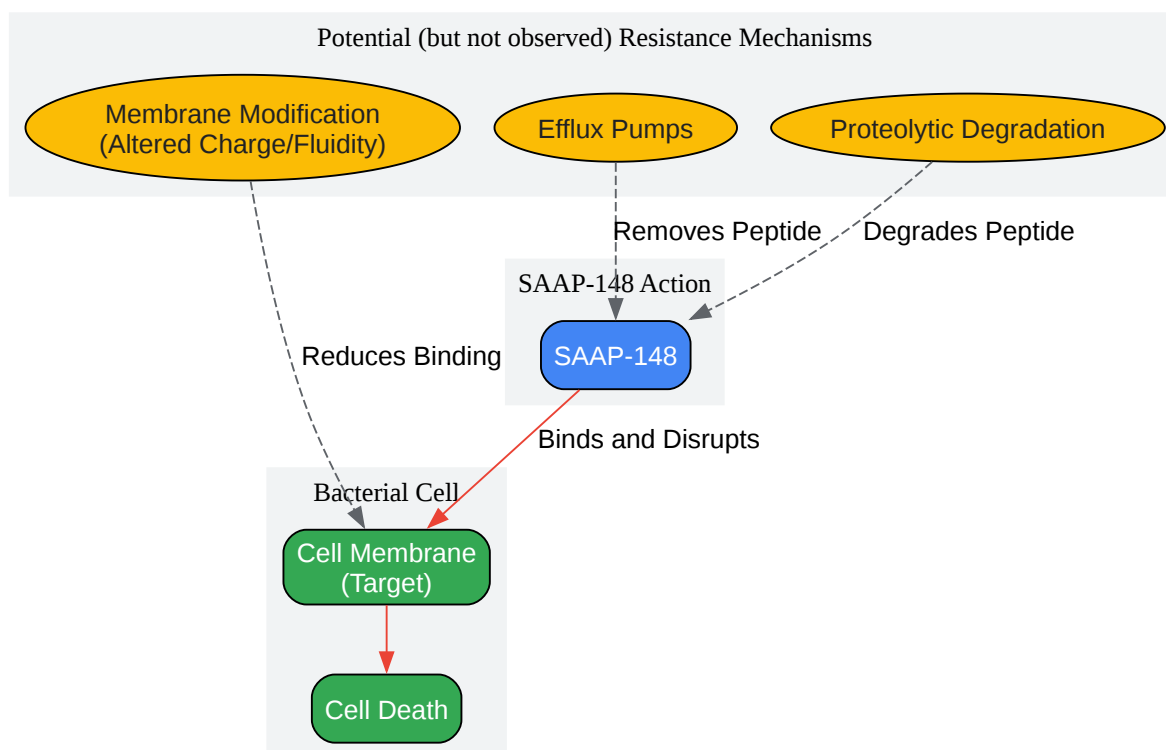 Potential (but not observed) Resistance Mechanisms
Membrane Modification
(Altered Charge/Fluidity)
Efflux Pumps
Proteolytic Degradation
Removes Peptide
Degrades Peptide
SAAP-148 Action
SAAP-148
Reduces Binding
Binds and Disrupts
Bacterial Cell
Cell Membrane
(Target)
Cell Death